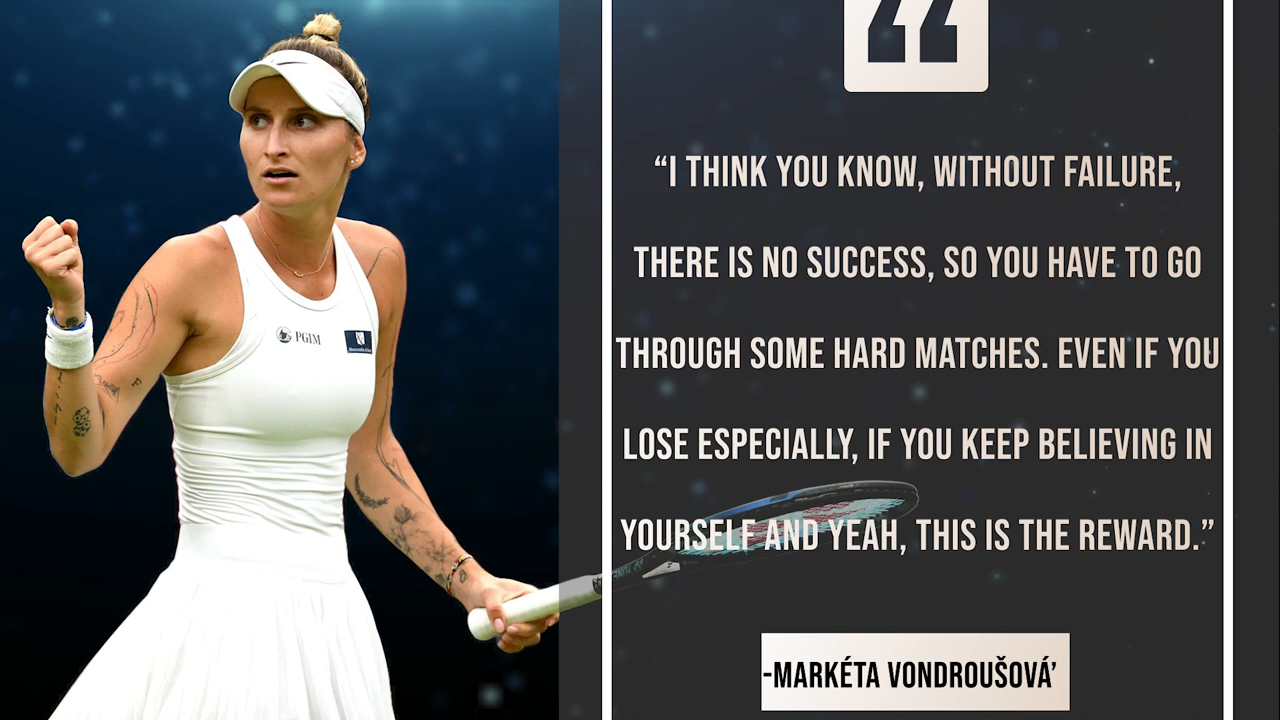 “I THINK YOU KNOW, WITHOUT FAILURE,
THERE IS NO SUCCESS, SO YOU HAVE TO GO
THROUGH SOME HARD MATCHES. EVEN IF YOU
LOSE ESPECIALLY, IF YOU KEEP BELIEVING IN
YOURSELF AND YEAH, THIS IS THE REWARD.”
-MARKÉTA VONDROUŠOVÁ’
PGIM